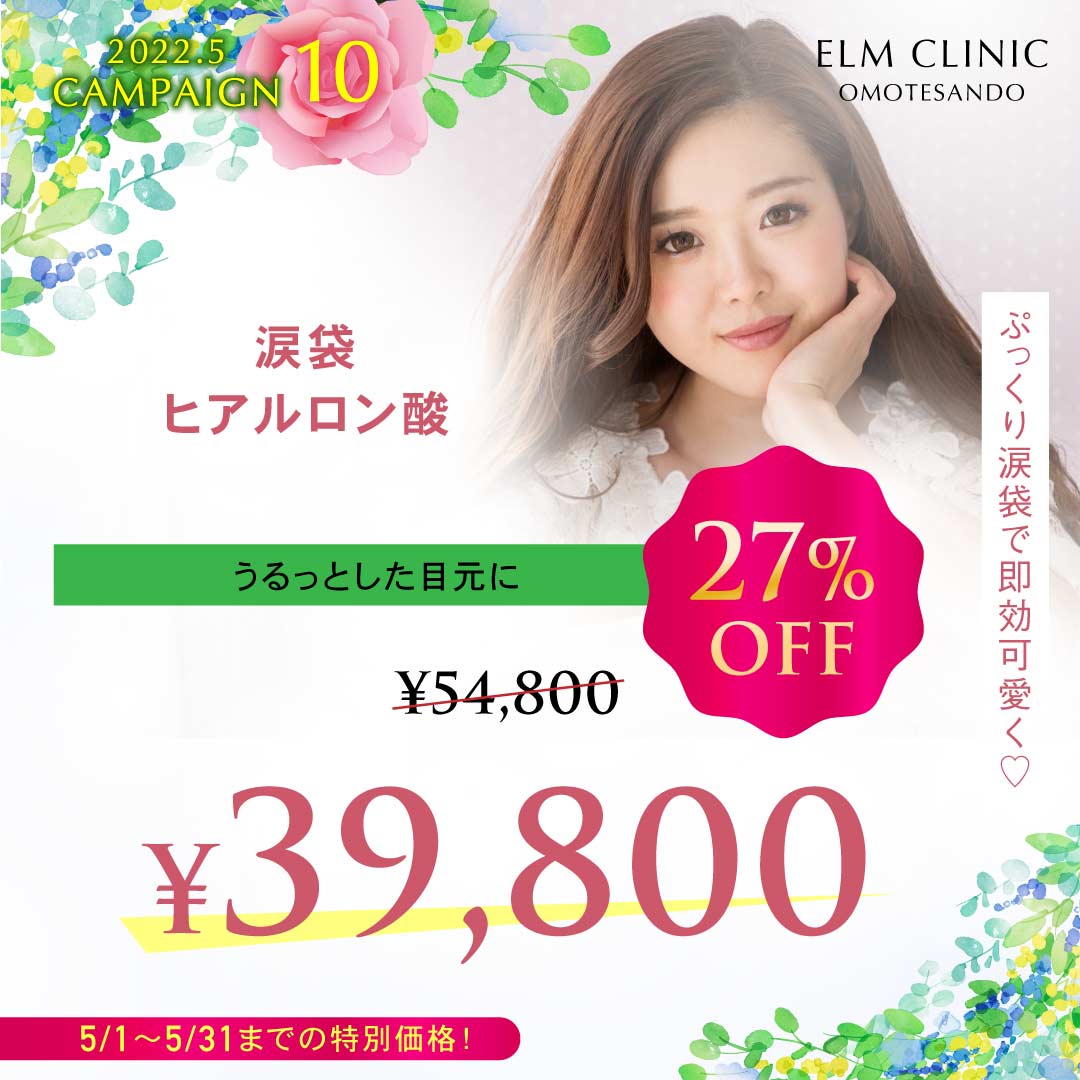 2022.5
CAMPAIGN 10
ELM CLINIC
OMOTESANDO
涙袋
ヒアルロン酸
ぷっくり涙袋で即効可愛く♡
うるっとした目元に
27%
OFF
¥54,800
¥39,800
5/1～5/31までの特別価格！